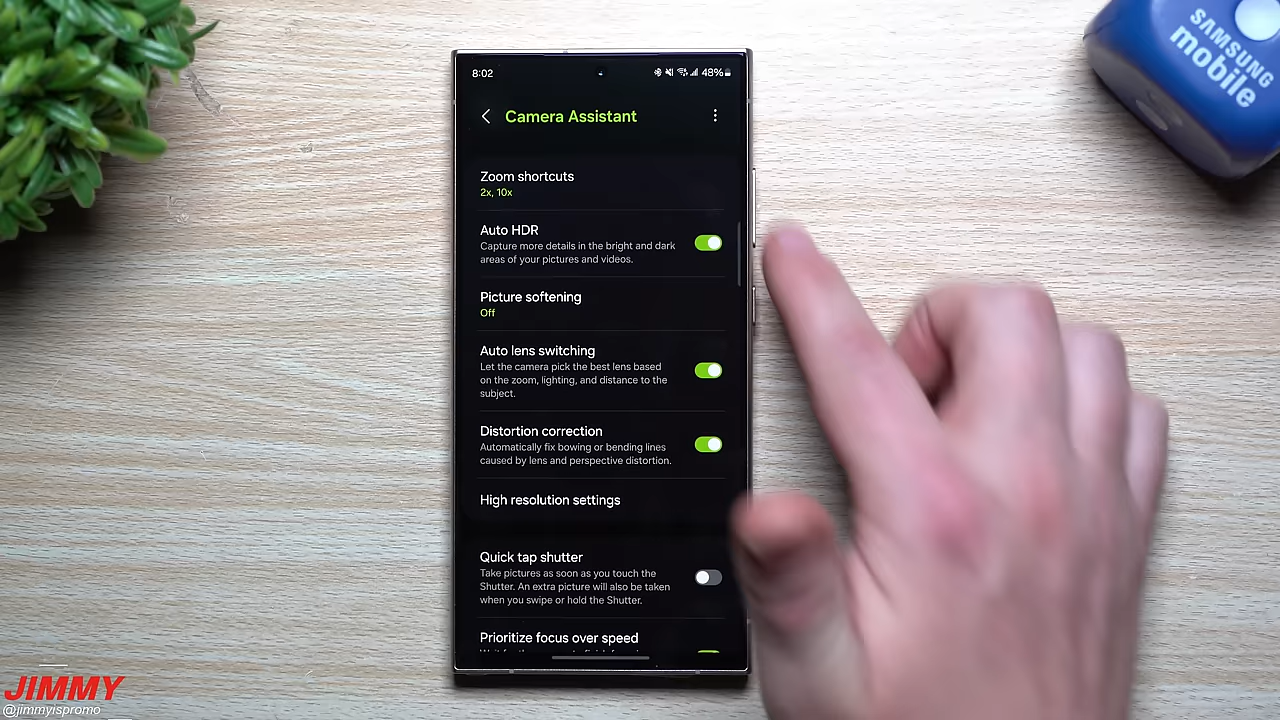 SAMSUNG
mobile
8:02
48%
Camera Assistant
Zoom shortcuts
2x, 10x
Auto HDR
Capture more details in the bright and dark
areas of your pictures and videos.
Picture softening
Off
Auto lens switching
Let the camera pick the best lens based
on the zoom, lighting, and distance to the
subject.
Distortion correction
Automatically fix bowing or bending lines
caused by lens and perspective distortion.
High resolution settings
Quick tap shutter
Take pictures as soon as you touch the
Shutter. An extra picture will also be taken
when you swipe or hold the Shutter.
Prioritize focus over speed
JIMMY
@jimmyispromo